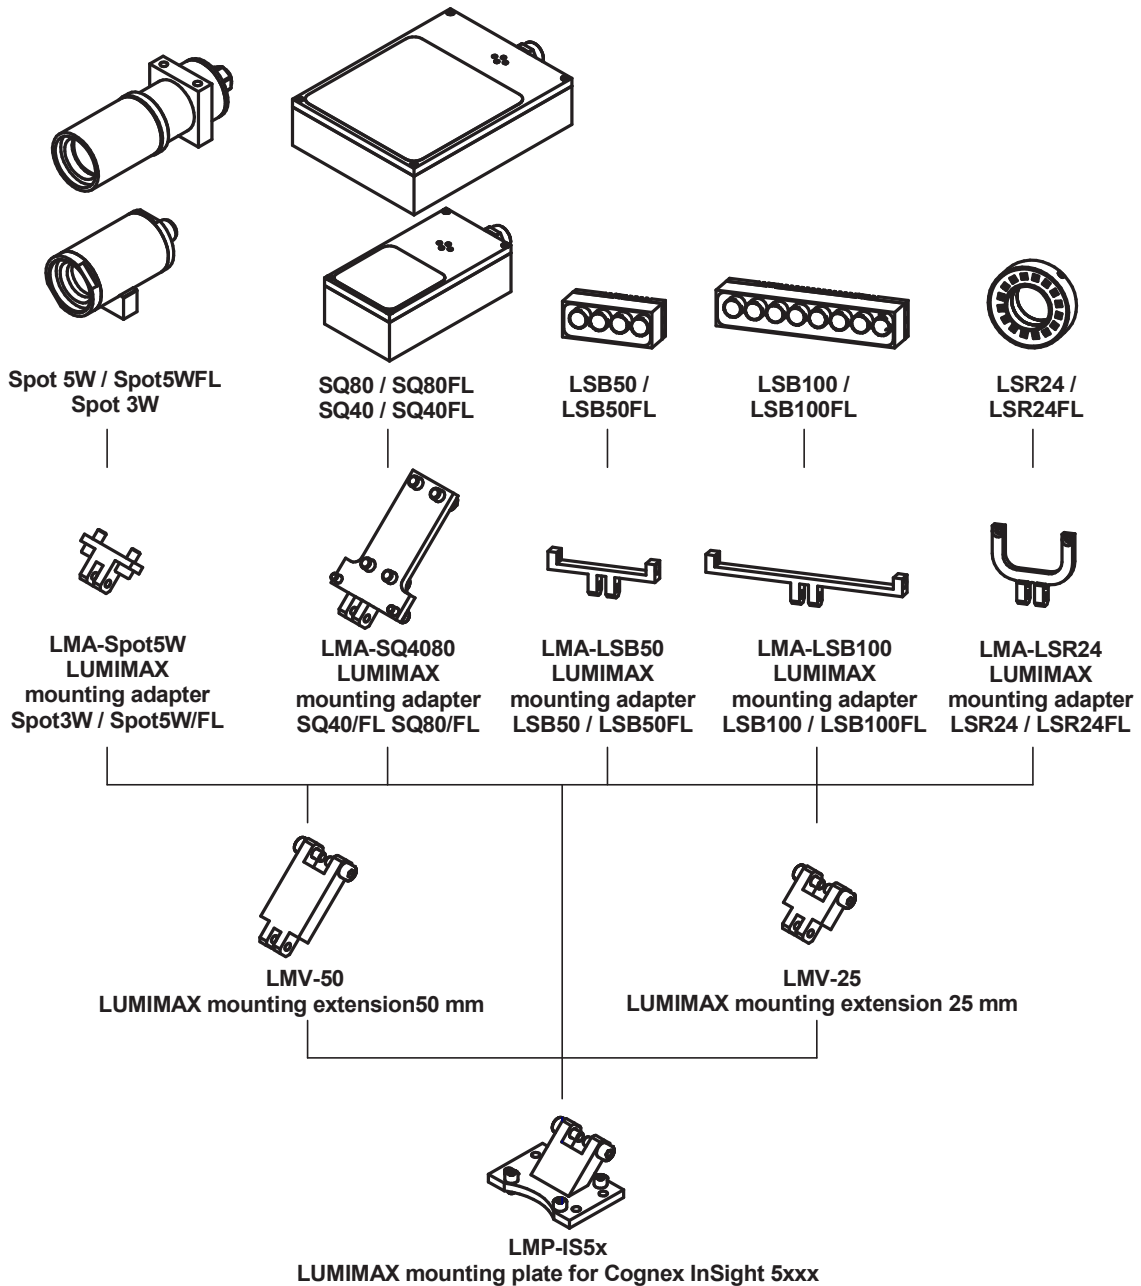 Spot 5W / Spot5WFL
Spot 3W
SQ80 / SQ80FL
SQ40 / SQ40FL
LSB50 /
LSB50FL
LSB100 /
LSB100FL
LSR24 /
LSR24FL
LMA-Spot5W
LUMIMAX
mounting adapter
Spot3W / Spot5W/FL
LMA-SQ4080
LUMIMAX
mounting adapter
SQ40/FL SQ80/FL
LMA-LSB50
LUMIMAX
mounting adapter
LSB50 / LSB50FL
LMA-LSB100
LUMIMAX
mounting adapter
LSB100 / LSB100FL
LMA-LSR24
LUMIMAX
mounting adapter
LSR24 / LSR24FL
LMV-50
LUMIMAX mounting extension50 mm
LMV-25
LUMIMAX mounting extension 25 mm
LMP-IS5x
LUMIMAX mounting plate for Cognex InSight 5xxx